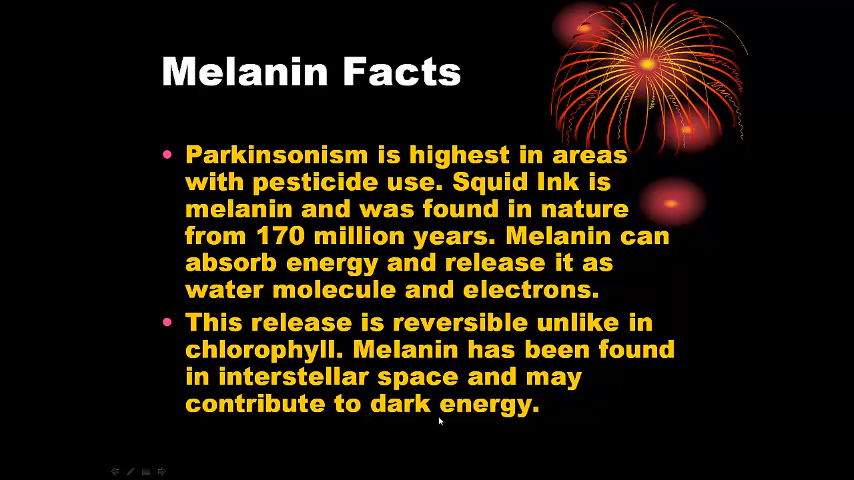 Melanin Facts
• Parkinsonism is highest in areas
with pesticide use. Squid Ink is
melanin and was found in nature
from 170 million years. Melanin can
absorb energy and release it as
water molecule and electrons.
• This release is reversible unlike in
chlorophyll. Melanin has been found
in interstellar space and may
contribute to dark energy.